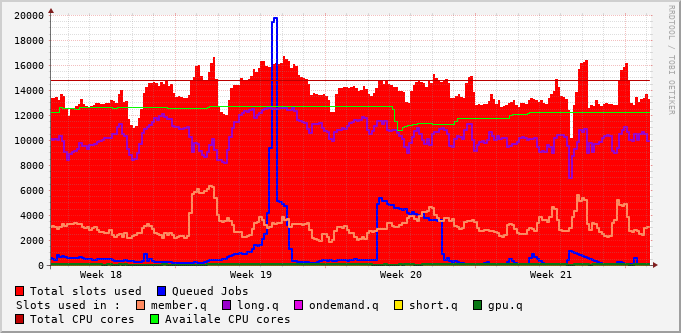 RRDTOOL / TOBI OETIKER
20000
18000
16000
14000
12000
10000
8000
6000
4000
2000
0
Week 18 Week 19 Week 20 Week 21
Total slots used Queued Jobs
Slots used in : member.q long.q ondemand.q short.q gpu.q
Total CPU cores Availale CPU cores